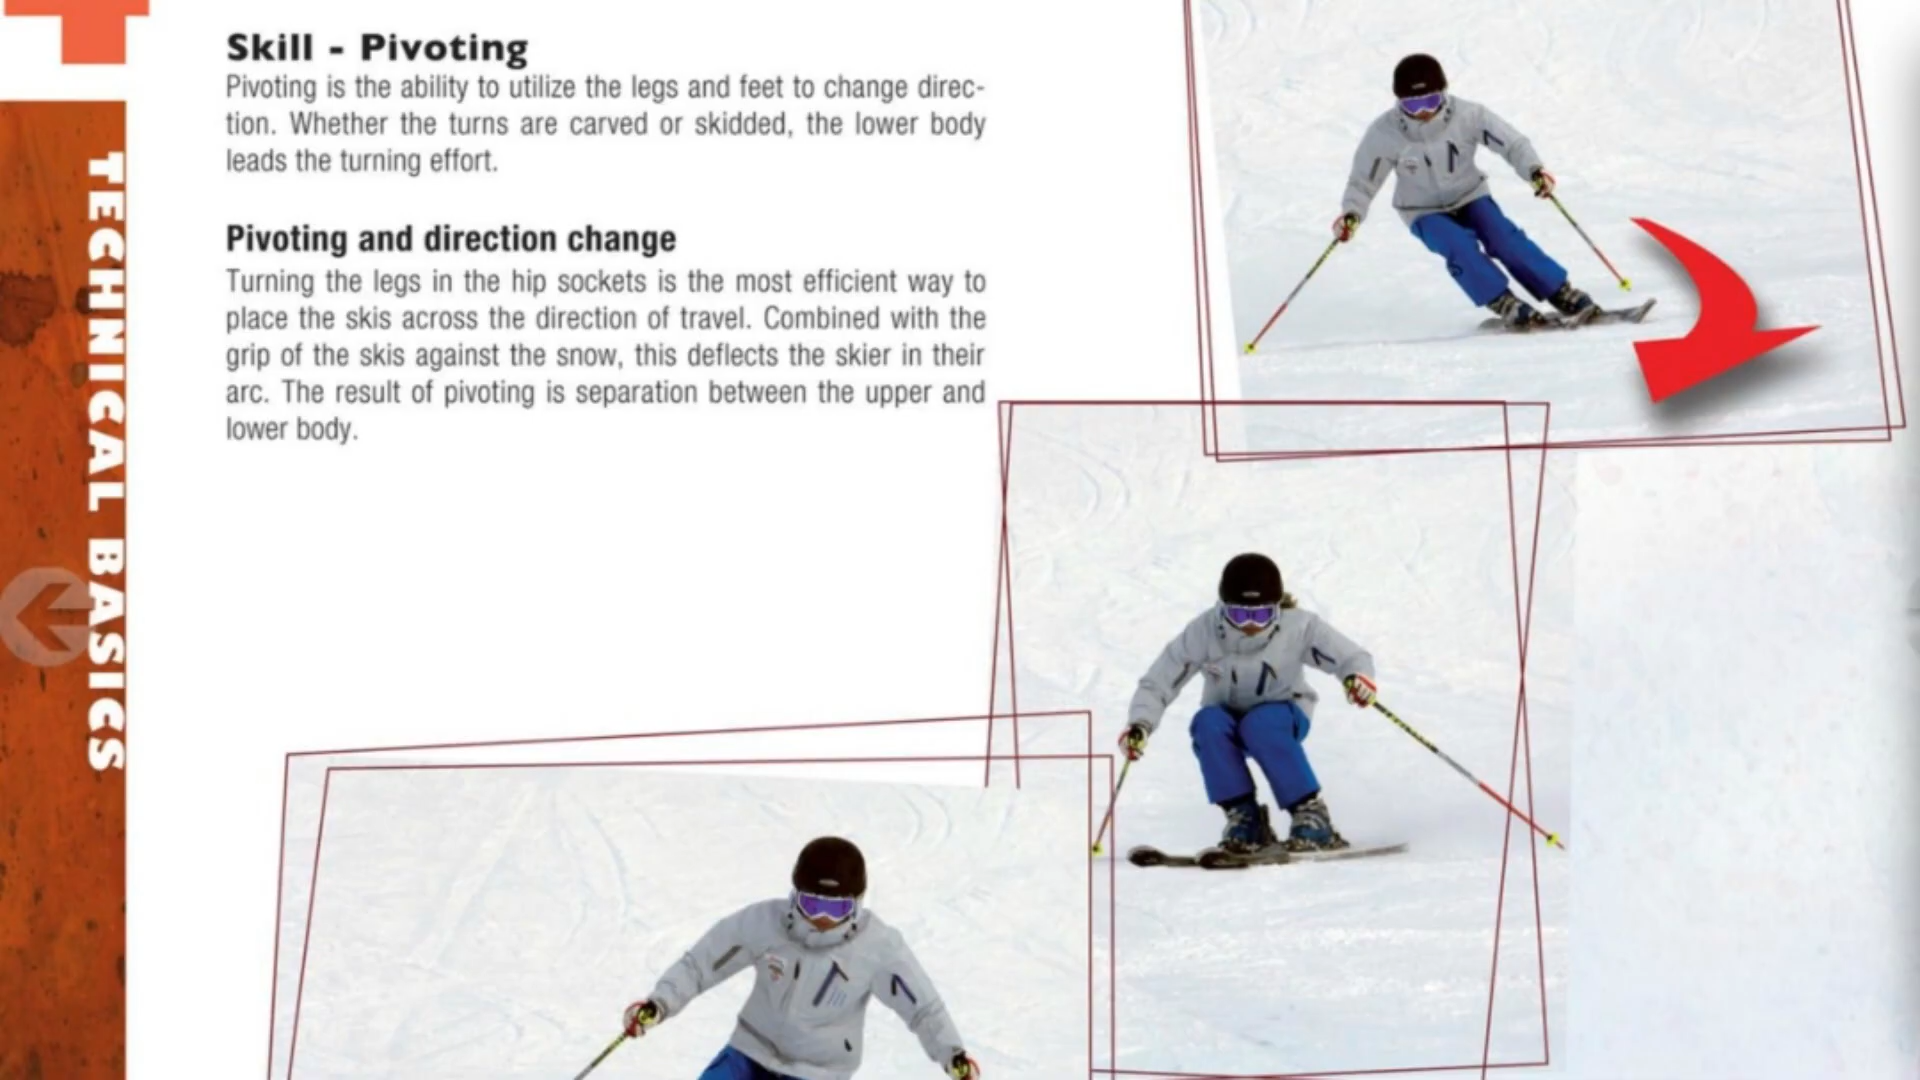 Skill - Pivoting
Pivoting is the ability to utilize the legs and feet to change direc-
tion. Whether the turns are carved or skidded, the lower body
leads the turning effort.
Pivoting and direction change
Turning the legs in the hip sockets is the most efficient way to
place the skis across the direction of travel. Combined with the
grip of the skis against the snow, this deflects the skier in their
arc. The result of pivoting is separation between the upper and
lower body.
TECHNICAL BASICS